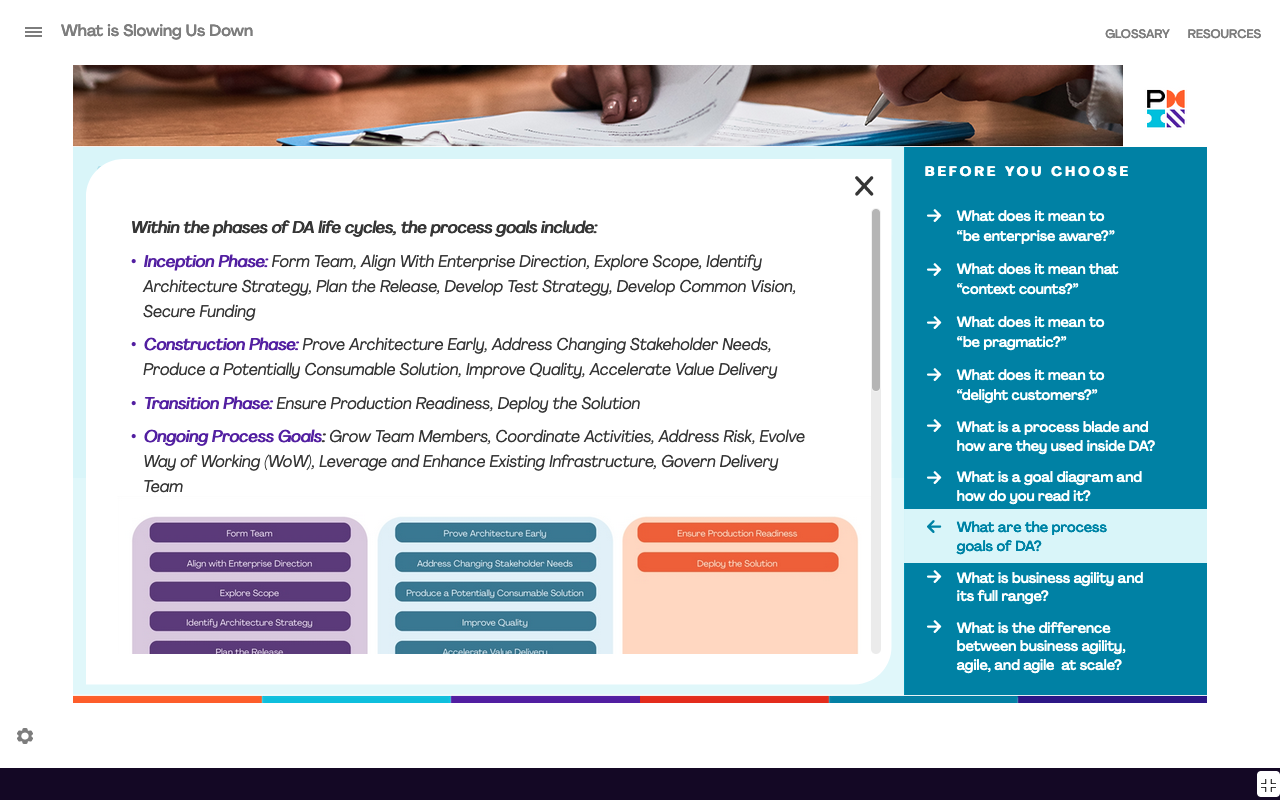 What is Slowing Us Down
GLOSSARY RESOURCES
BEFORE YOU CHOOSE
Within the phases of DA life cycles, the process goals include:
• Inception Phase: Form Team, Align With Enterprise Direction, Explore Scope, Identify
Architecture Strategy, Plan the Release, Develop Test Strategy, Develop Common Vision,
Secure Funding
• Construction Phase: Prove Architecture Early, Address Changing Stakeholder Needs,
Produce a Potentially Consumable Solution, Improve Quality, Accelerate Value Delivery
• Transition Phase: Ensure Production Readiness, Deploy the Solution
• Ongoing Process Goals: Grow Team Members, Coordinate Activities, Address Risk, Evolve
Way of Working (WoW), Leverage and Enhance Existing Infrastructure, Govern Delivery
Team
Form Team
Align with Enterprise Direction
Explore Scope
Identify Architecture Strategy
Plan the Release
Prove Architecture Early
Address Changing Stakeholder Needs
Produce a Potentially Consumable Solution
Improve Quality
Accelerate Value Delivery
Ensure Production Readiness
Deploy the Solution
What does it mean to
“be enterprise aware?”
What does it mean that
“context counts?”
What does it mean to
“be pragmatic?”
What does it mean to
“delight customers?”
What is a process blade and
how are they used inside DA?
What is a goal diagram and
how do you read it?
What are the process
goals of DA?
What is business agility and
its full range?
What is the difference
between business agility,
agile, and agile at scale?